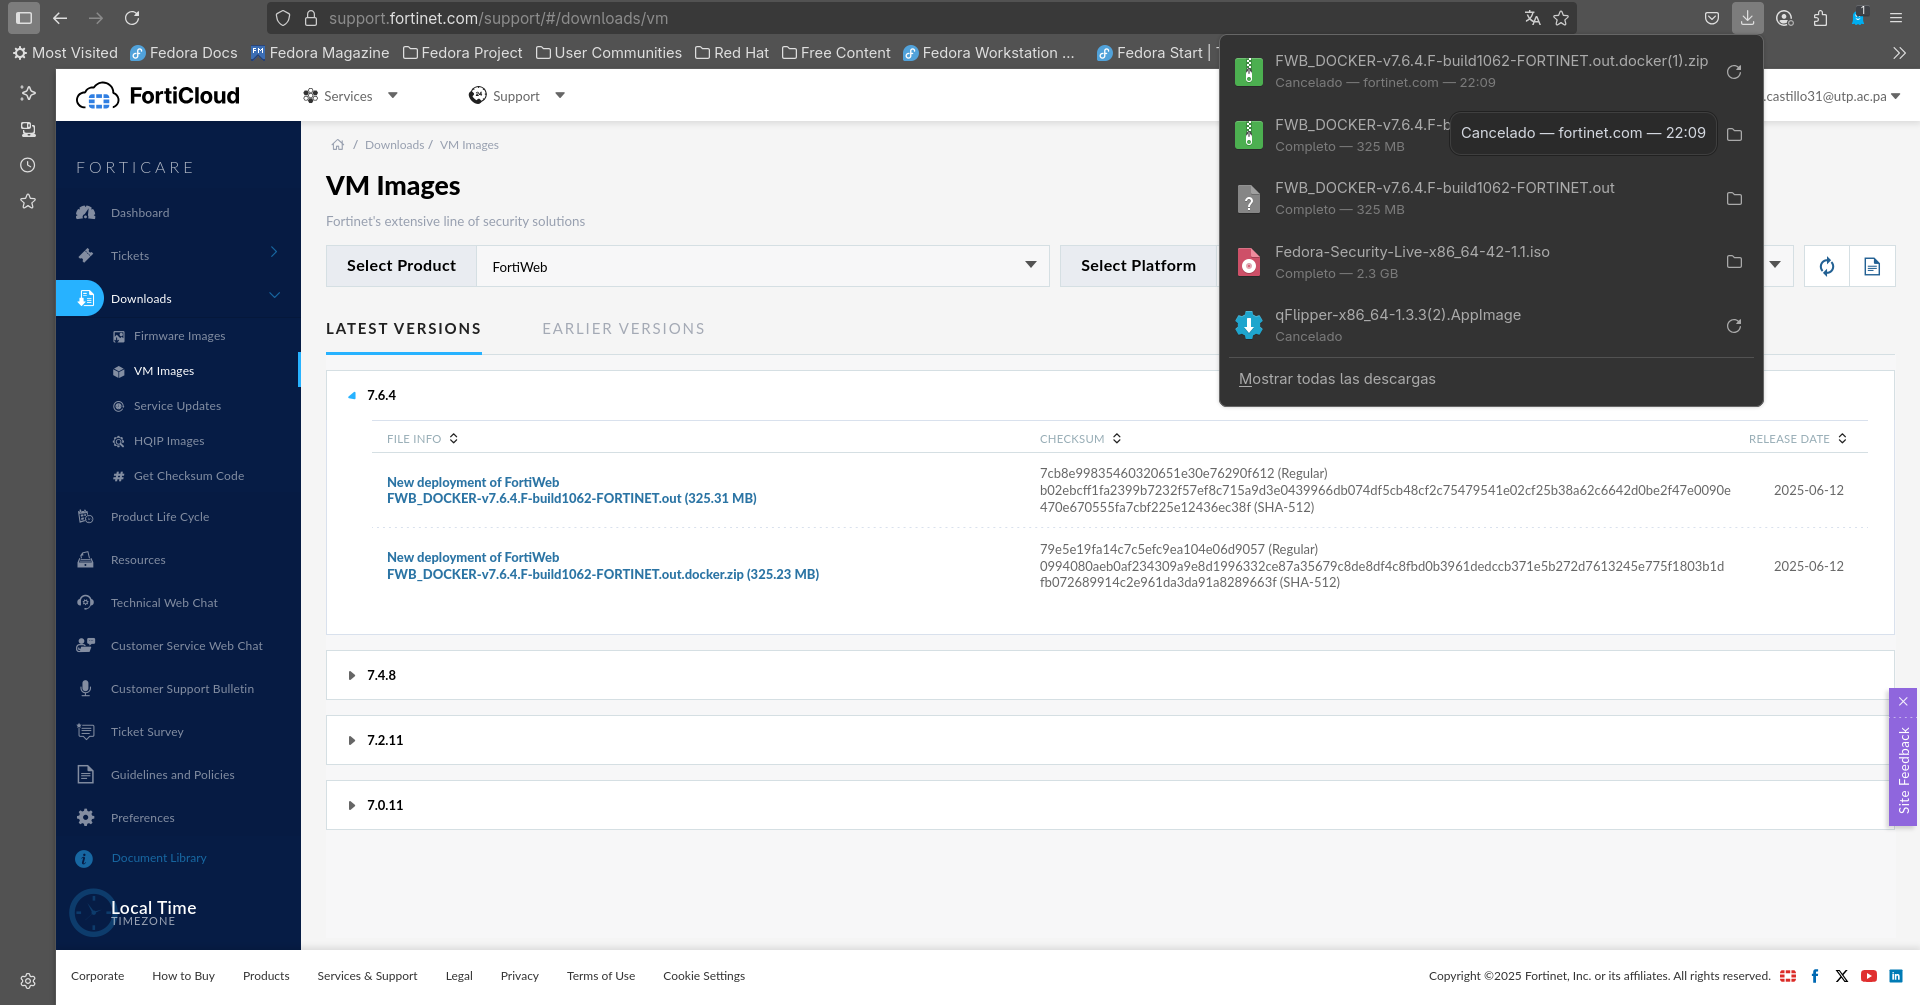 support.fortinet.com/support/#/downloads/vm
1
Most Visited
Fedora Docs
Fedora Magazine
Fedora Project
User Communities
Red Hat
Free Content
Fedora Workstation ...
Fedora Start |
FWB_DOCKER-v7.6.4.F-build1062-FORTINET.out.docker(1).zip
Cancelado — fortinet.com — 22:09
FWB_DOCKER-v7.6.4.F-b
Completo — 325 MB
Cancelado — fortinet.com — 22:09
FWB_DOCKER-v7.6.4.F-build1062-FORTINET.out
Completo — 325 MB
Fedora-Security-Live-x86_64-42-1.1.iso
Completo — 2.3 GB
qFlipper-x86_64-1.3.3(2).AppImage
Cancelado
Mostrar todas las descargas
FortiCloud
Services
Support
.castillo31@utp.ac.pa
FORTICARE
Dashboard
Tickets
Downloads
Firmware Images
VM Images
Service Updates
HQIP Images
Get Checksum Code
Product Life Cycle
Resources
Technical Web Chat
Customer Service Web Chat
Customer Support Bulletin
Ticket Survey
Guidelines and Policies
Preferences
Document Library
Local Time
TIMEZONE
/ Downloads / VM Images
VM Images
Fortinet's extensive line of security solutions
Select Product
FortiWeb
Select Platform
LATEST VERSIONS
EARLIER VERSIONS
7.6.4
FILE INFO
CHECKSUM
RELEASE DATE
New deployment of FortiWeb
FWB_DOCKER-v7.6.4.F-build1062-FORTINET.out (325.31 MB)
7cb8e99835460320651e30e76290f612 (Regular)
b02ebcff1fa2399b7232f57ef8c715a9d3e0439966db074df5cb48cf2c75479541e02cf25b38a62c6642d0be2f47e0090e
470e670555fa7cbf225e12436ec38f (SHA-512)
2025-06-12
New deployment of FortiWeb
FWB_DOCKER-v7.6.4.F-build1062-FORTINET.out.docker.zip (325.23 MB)
79e5e19fa14c7c5efc9ea104e06d9057 (Regular)
0994080aeb0af234309a9e8d1996332ce87a35679c8de8df4c8fbd0b3961dedccb371e5b272d7613245e775f1803b1d
fb072689914c2e961da3da91a8289663f (SHA-512)
2025-06-12
7.4.8
7.2.11
7.0.11
Site Feedback
Corporate
How to Buy
Products
Services & Support
Legal
Privacy
Terms of Use
Cookie Settings
Copyright ©2025 Fortinet, Inc. or its affiliates. All rights reserved.